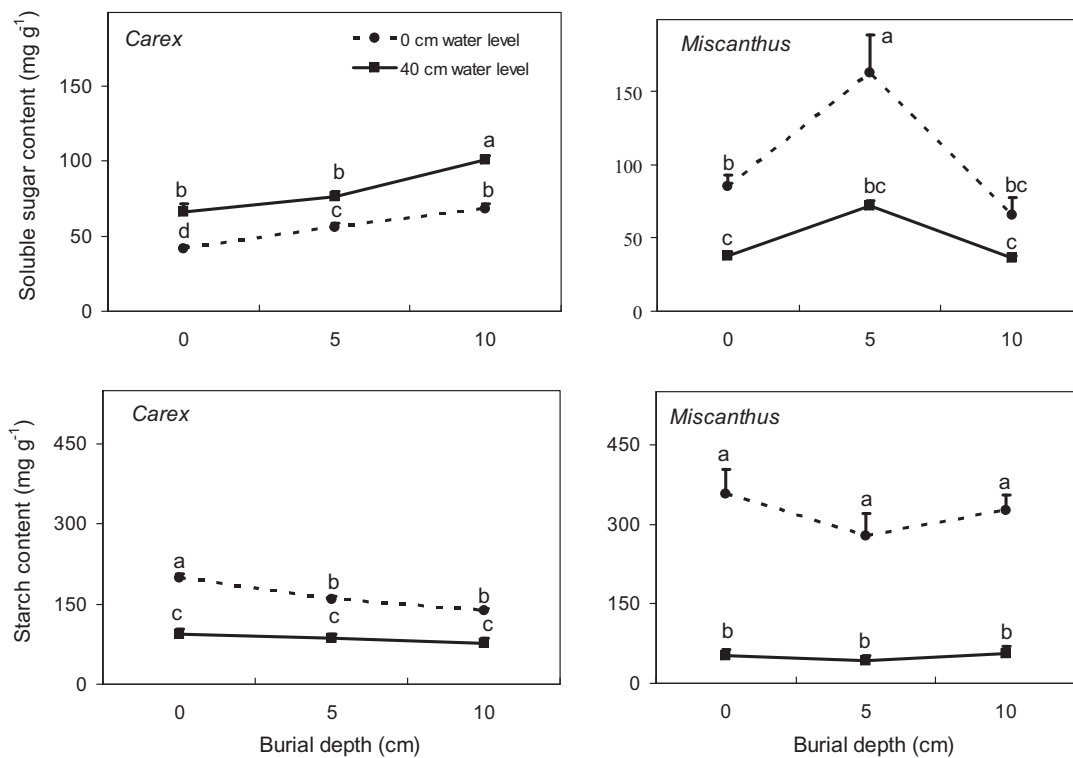 Carex
0 cm water level
40 cm water level
Soluble sugar content (mg g-1)
150
100
50
0
b
b
a
d
c
b
0
5
10
Miscanthus
150
100
50
0
a
b
bc
bc
c
c
0
5
10
Carex
Starch content (mg g-1)
450
300
150
0
a
b
b
c
c
c
0
5
10
Burial depth (cm)
Miscanthus
450
300
150
0
a
a
a
b
b
b
0
5
10
Burial depth (cm)